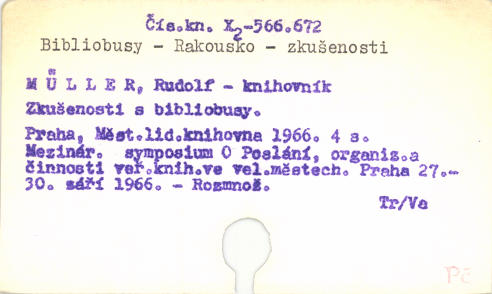 Čís.kn. X2-566.672
Bibliobusy - Rakousko - zkušenosti
MÜLLER, Rudolf - knihovník
Zkušenosti s bibliobusy.
Praha, Měst.lid.knihovna 1966. 4 s.
Mezinár. symposium O Poslání, organiz.a
činnosti veř.knih.ve vel.městech. Praha 27.-
30. září 1966. - Rozmnož.
Tr/Va